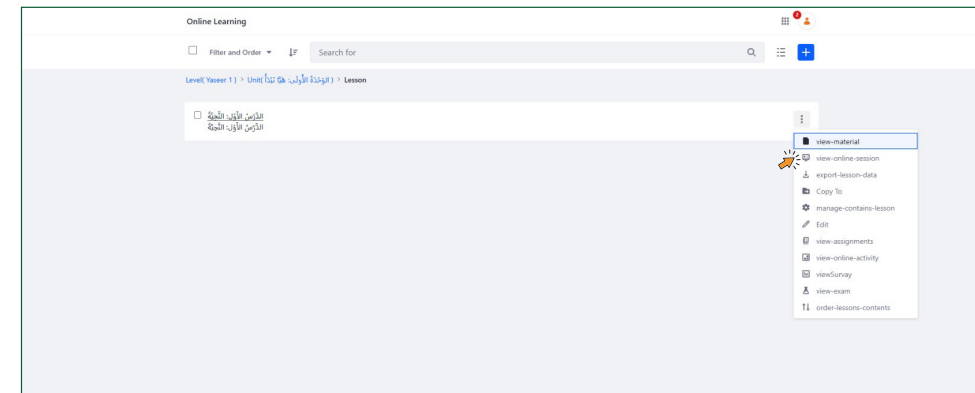 Online Learning
2
Filter and Order
Search for
Level( Yaseer 1 ) > Unit( الوَحْدَةُ الأُولَى: هَيَّا نَبْدَأْ ) > Lesson
الدَّرْسُ الأَوَّل: التَّحِيَّةُ
الدَّرْسُ الأَوَّل: التَّحِيَّةُ
view-material
view-online-session
export-lesson-data
Copy To
manage-contains-lesson
Edit
view-assignments
view-online-activity
viewSurvay
view-exam
order-lessons-contents